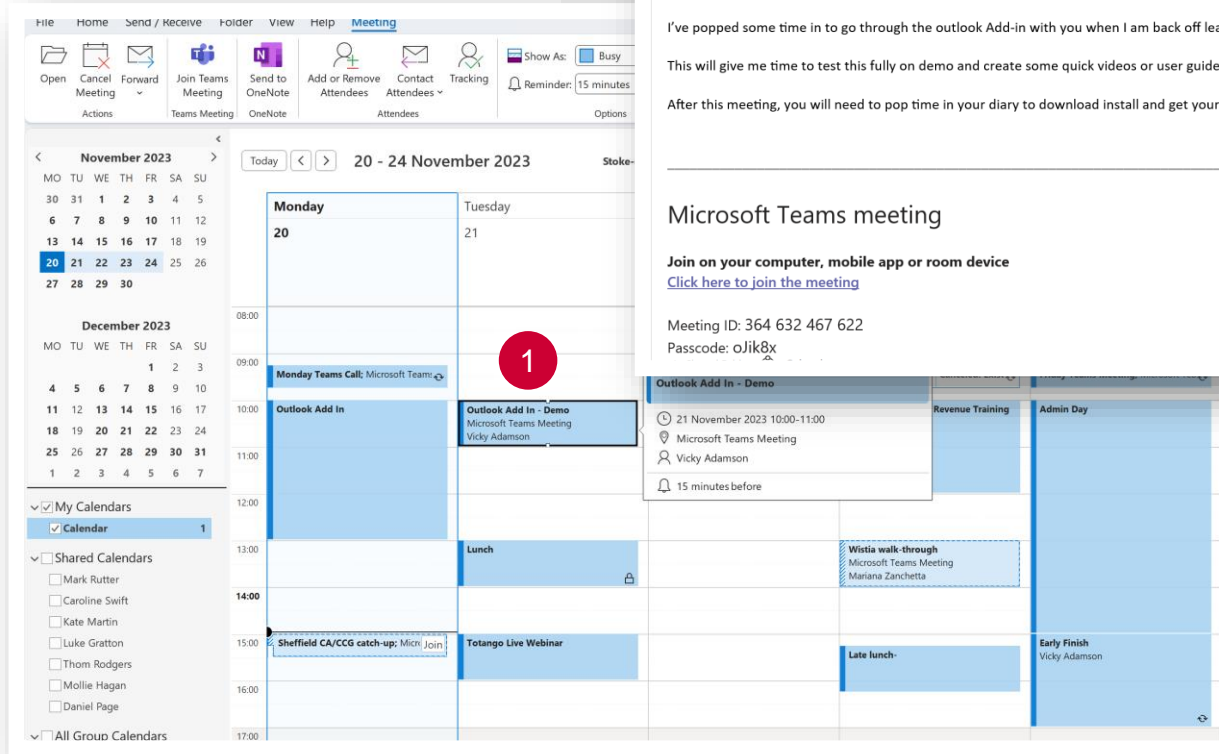 File Home Send / Receive Folder View Help Meeting
Open
Cancel Meeting
Forward
Join Teams Meeting
Send to OneNote
Add or Remove Attendees
Contact Attendees
Tracking
Show As: Busy
Reminder: 15 minutes
Actions
Teams Meeting
OneNote
Attendees
Options
I've popped some time in to go through the outlook Add-in with you when I am back off
This will give me time to test this fully on demo and create some quick videos or user guide
After this meeting, you will need to pop time in your diary to download install and get your
Microsoft Teams meeting
Join on your computer, mobile app or room device
Click here to join the meeting
Meeting ID: 364 632 467 622
Passcode: oJik8x
November 2023
MO TU WE TH FR SA SU
30 31 1 2 3 4 5
6 7 8 9 10 11 12
13 14 15 16 17 18 19
20 21 22 23 24 25 26
27 28 29 30
December 2023
MO TU WE TH FR SA SU
1 2 3
4 5 6 7 8 9 10
11 12 13 14 15 16 17
18 19 20 21 22 23 24
25 26 27 28 29 30 31
1 2 3 4 5 6 7
My Calendars
Calendar 1
Shared Calendars
Mark Rutter
Caroline Swift
Kate Martin
Luke Gratton
Thom Rodgers
Mollie Hagan
Daniel Page
All Group Calendars
Today
20 - 24 November 2023
Stoke-
Monday
20
Tuesday
21
08:00
09:00
10:00
11:00
12:00
13:00
14:00
15:00
16:00
17:00
Monday Teams Call; Microsoft Teams
Outlook Add In
Sheffield CA/CCG catch-up; Micr Join
1
Outlook Add In - Demo
Microsoft Teams Meeting
Vicky Adamson
Lunch
Totango Live Webinar
Outlook Add In - Demo
21 November 2023 10:00-11:00
Microsoft Teams Meeting
Vicky Adamson
15 minutes before
Revenue Training
Wistia walk-through
Microsoft Teams Meeting
Mariana Zanchetta
Late lunch-
Admin Day
Early Finish
Vicky Adamson